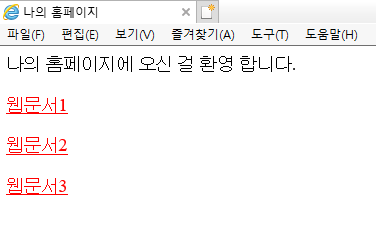 나의 홈페이지
파일(F) 편집(E) 보기(V) 즐겨찾기(A) 도구(T) 도움말(H)
나의 홈페이지에 오신 걸 환영 합니다.
웹문서1
웹문서2
웹문서3